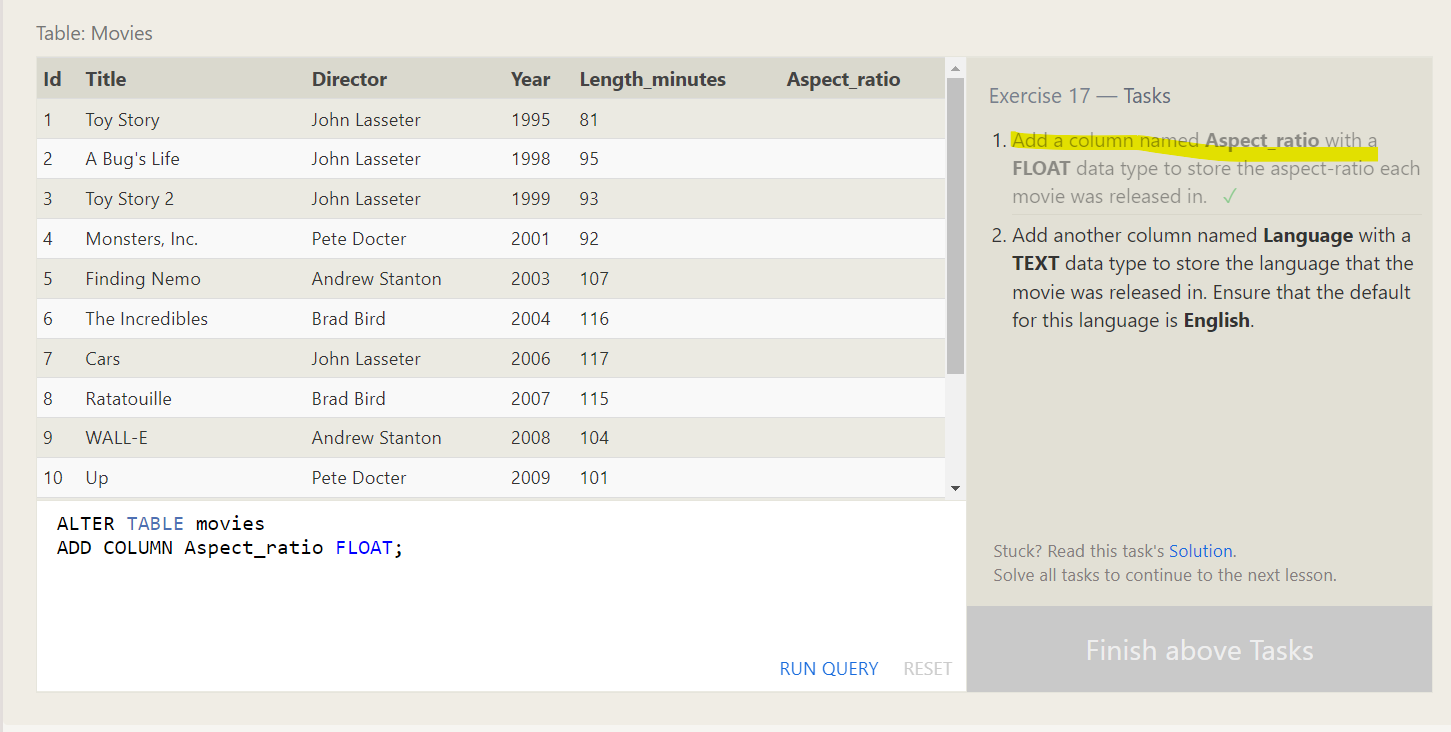 Table: Movies
Id Title Director Year Length_minutes Aspect_ratio
1 Toy Story John Lasseter 1995 81
2 A Bug's Life John Lasseter 1998 95
3 Toy Story 2 John Lasseter 1999 93
4 Monsters, Inc. Pete Docter 2001 92
5 Finding Nemo Andrew Stanton 2003 107
6 The Incredibles Brad Bird 2004 116
7 Cars John Lasseter 2006 117
8 Ratatouille Brad Bird 2007 115
9 WALL-E Andrew Stanton 2008 104
10 Up Pete Docter 2009 101
ALTER TABLE movies
ADD COLUMN Aspect_ratio FLOAT;
RUN QUERY RESET
Exercise 17 — Tasks
1. Add a column named Aspect_ratio with a
FLOAT data type to store the aspect-ratio each
movie was released in. ✓
2. Add another column named Language with a
TEXT data type to store the language that the
movie was released in. Ensure that the default
for this language is English.
Stuck? Read this task's Solution.
Solve all tasks to continue to the next lesson.
Finish above Tasks